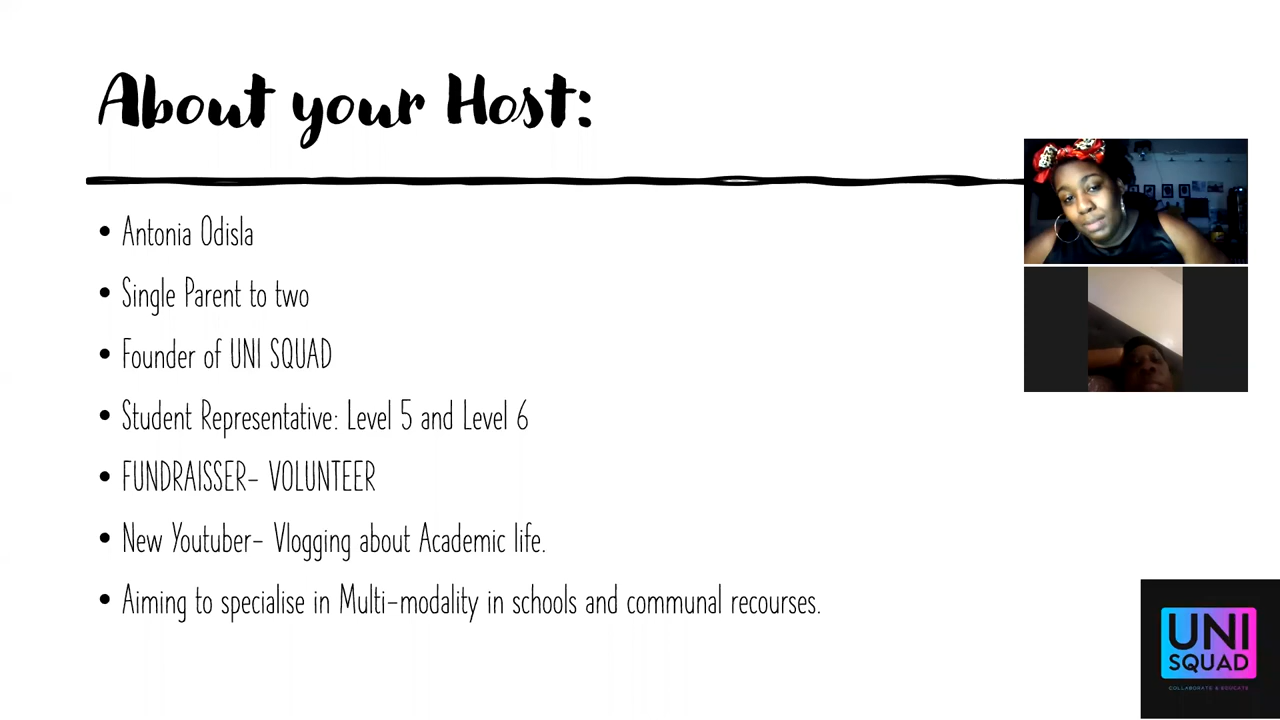 About your Host:
• Antonia Odisla
• Single Parent to two
• Founder of UNI SQUAD
• Student Representative: Level 5 and Level 6
• FUNDRAISSER- VOLUNTEER
• New Youtuber- Vlogging about Academic life.
• Aiming to specialise in Multi-modality in schools and communal recourses.
UNI
SQUAD
COLLABORATE & EDUCATE